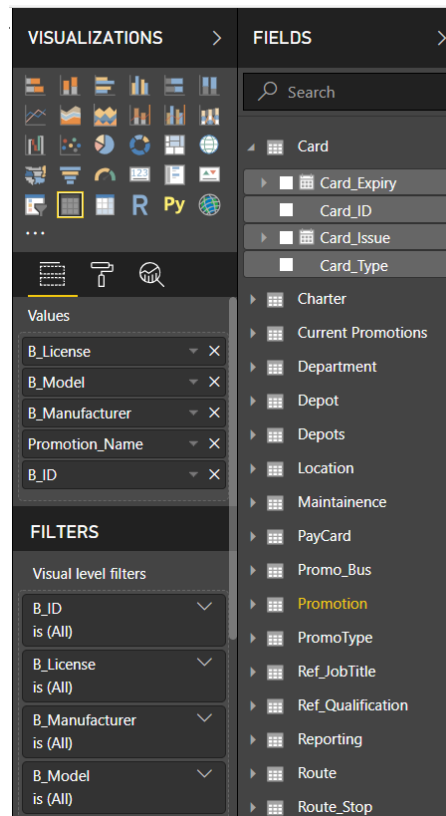 VISUALIZATIONS
R
Py
123
Values
B_License
B_Model
B_Manufacturer
Promotion_Name
B_ID
FILTERS
Visual level filters
B_ID
is (All)
B_License
is (All)
B_Manufacturer
is (All)
B_Model
is (All)
FIELDS
Search
Card
Card_Expiry
Card_ID
Card_Issue
Card_Type
Charter
Current Promotions
Department
Depot
Depots
Location
Maintainence
PayCard
Promo_Bus
Promotion
PromoType
Ref_JobTitle
Ref_Qualification
Reporting
Route
Route_Stop